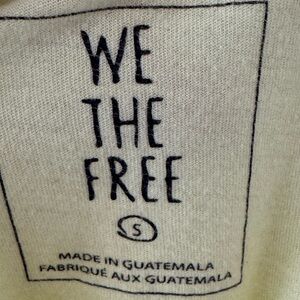 WE
THE
FREE
S
MADE IN GUATEMALA
FABRIQUÉ AUX GUATEMALA